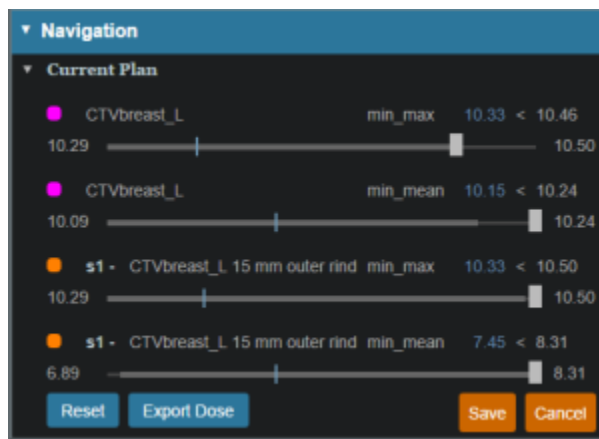 Navigation
Current Plan
CTVbreast_L min_max 10.33 < 10.46
10.29 10.50
CTVbreast_L min_mean 10.15 < 10.24
10.09 10.24
s1 - CTVbreast_L 15 mm outer rind min_max 10.33 < 10.50
10.29 10.50
s1 - CTVbreast_L 15 mm outer rind min_mean 7.45 < 8.31
6.89 8.31
Reset Export Dose Save Cancel